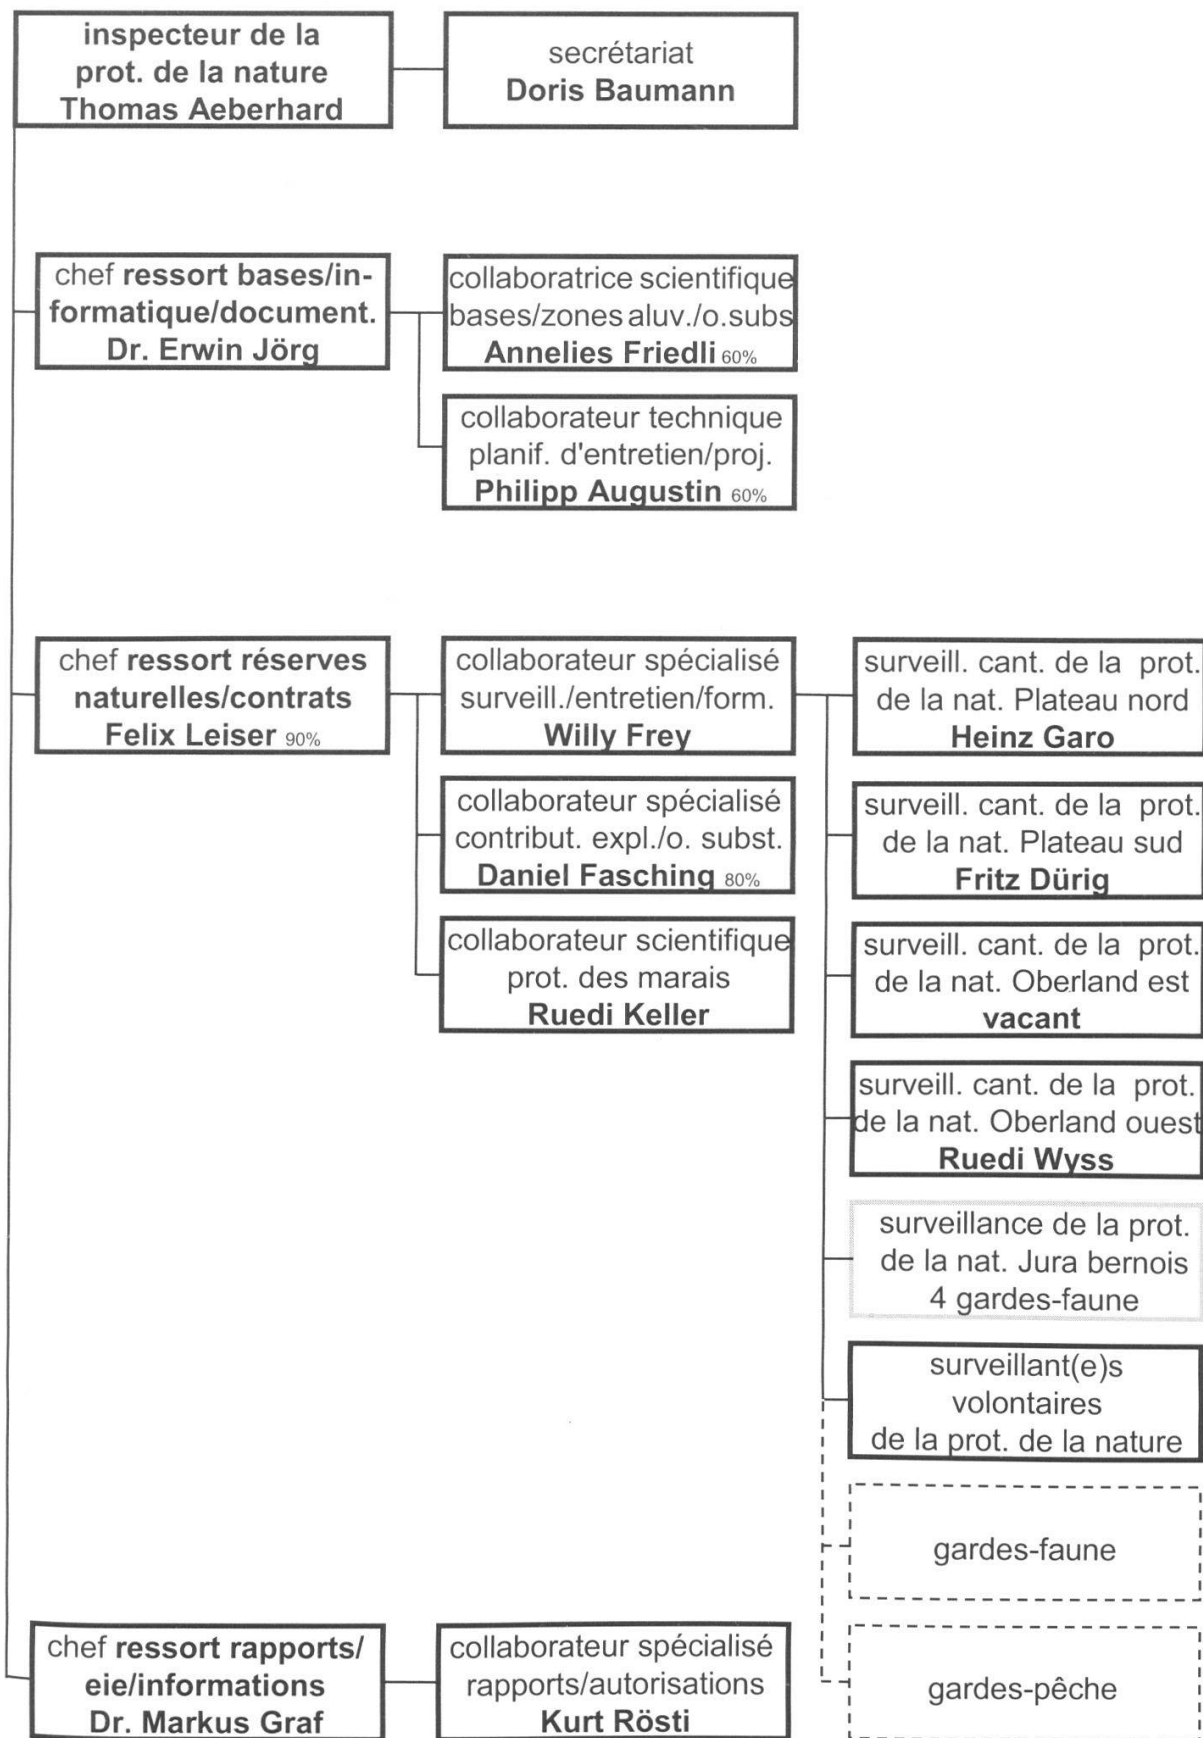 inspecteur de la
prot. de la nature
Thomas Aeberhard
secrétariat
Doris Baumann
chef ressort bases/in-
formatique/document.
Dr. Erwin Jörg
collaboratrice scientifique
bases/zones aluv./o.subs
Annelies Friedli 60%
collaborateur technique
planif. d'entretien/proj.
Philipp Augustin 60%
chef ressort réserves
naturelles/contrats
Felix Leiser 90%
collaborateur spécialisé
surveill./entretien/form.
Willy Frey
collaborateur spécialisé
contribut. expl./o. subst.
Daniel Fasching 80%
collaborateur scientifique
prot. des marais
Ruedi Keller
surveill. cant. de la prot.
de la nat. Plateau nord
Heinz Garo
surveill. cant. de la prot.
de la nat. Plateau sud
Fritz Dürig
surveill. cant. de la prot.
de la nat. Oberland est
vacant
surveill. cant. de la prot.
de la nat. Oberland ouest
Ruedi Wyss
surveillance de la prot.
de la nat. Jura bernois
4 gardes-faune
surveillant(e)s
volontaires
de la prot. de la nature
gardes-faune
gardes-pêche
chef ressort rapports/
eie/informations
Dr. Markus Graf
collaborateur spécialisé
rapports/autorisations
Kurt Rösti